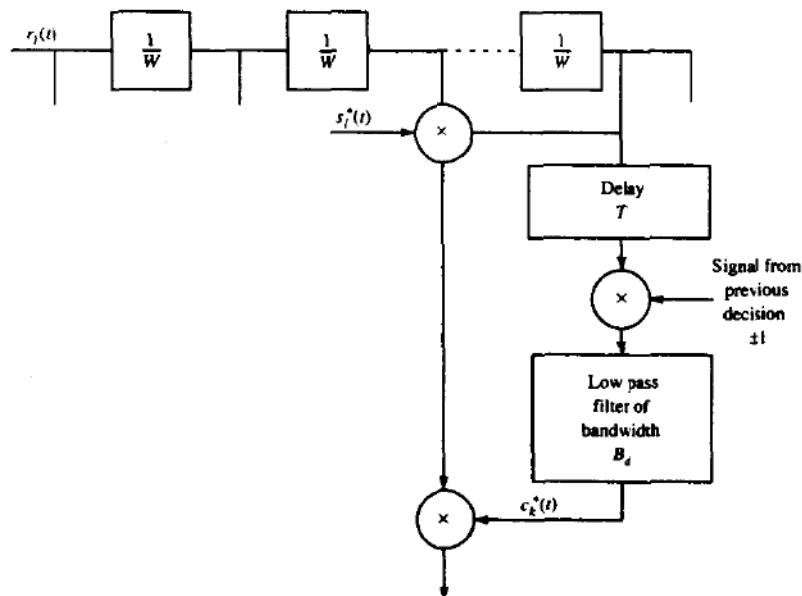 r_l(t)
1/W
1/W
1/W
s_l^*(t)
×
Delay
T
×
Signal from
previous
decision
±1
Low pass
filter of
bandwidth
B_d
×
c_k^*(t)